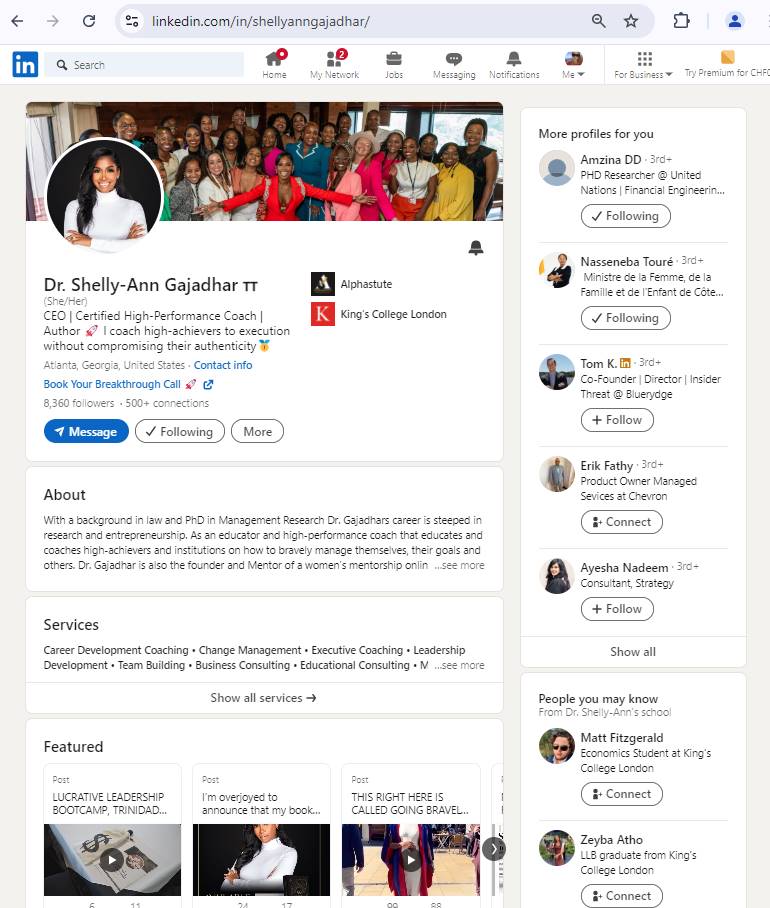 linkedin.com/in/shellyanngajadhar/
in
Search
Home
2
My Network
Jobs
Messaging
Notifications
Me
For Business
Try Premium for CHF0
Dr. Shelly-Ann Gajadhar
(She/Her)
CEO | Certified High-Performance Coach |
Author 🚀 I coach high-achievers to execution
without compromising their authenticity 🏅
Atlanta, Georgia, United States · Contact info
Book Your Breakthrough Call 🚀
8,360 followers · 500+ connections
Message
Following
More
Alphastute
K King's College London
About
With a background in law and PhD in Management Research Dr. Gajadhars career is steeped in
research and entrepreneurship. As an educator and high-performance coach that educates and
coaches high-achievers and institutions on how to bravely manage themselves, their goals and
others. Dr. Gajadhar is also the founder and Mentor of a women's mentorship onlin ...see more
Services
Career Development Coaching • Change Management • Executive Coaching • Leadership
Development • Team Building • Business Consulting • Educational Consulting • M ...see more
Show all services →
Featured
Post
LUCRATIVE LEADERSHIP
BOOTCAMP, TRINIDAD...
6 11
Post
I'm overjoyed to
announce that my book...
24 17
Post
THIS RIGHT HERE IS
CALLED GOING BRAVEL...
99 88
More profiles for you
Amzina DD · 3rd+
PHD Researcher @ United
Nations | Financial Engineerin...
Following
Nasseneba Touré · 3rd+
Ministre de la Femme, de la
Famille et de l'Enfant de Côte...
Following
Tom K. in · 3rd+
Co-Founder | Director | Insider
Threat @ Bluerydge
+ Follow
Erik Fathy · 3rd+
Product Owner Managed
Sevices at Chevron
Connect
Ayesha Nadeem · 3rd+
Consultant, Strategy
+ Follow
Show all
People you may know
From Dr. Shelly-Ann's school
Matt Fitzgerald
Economics Student at King's
College London
Connect
Zeyba Atho
LLB graduate from King's
College London
Connect